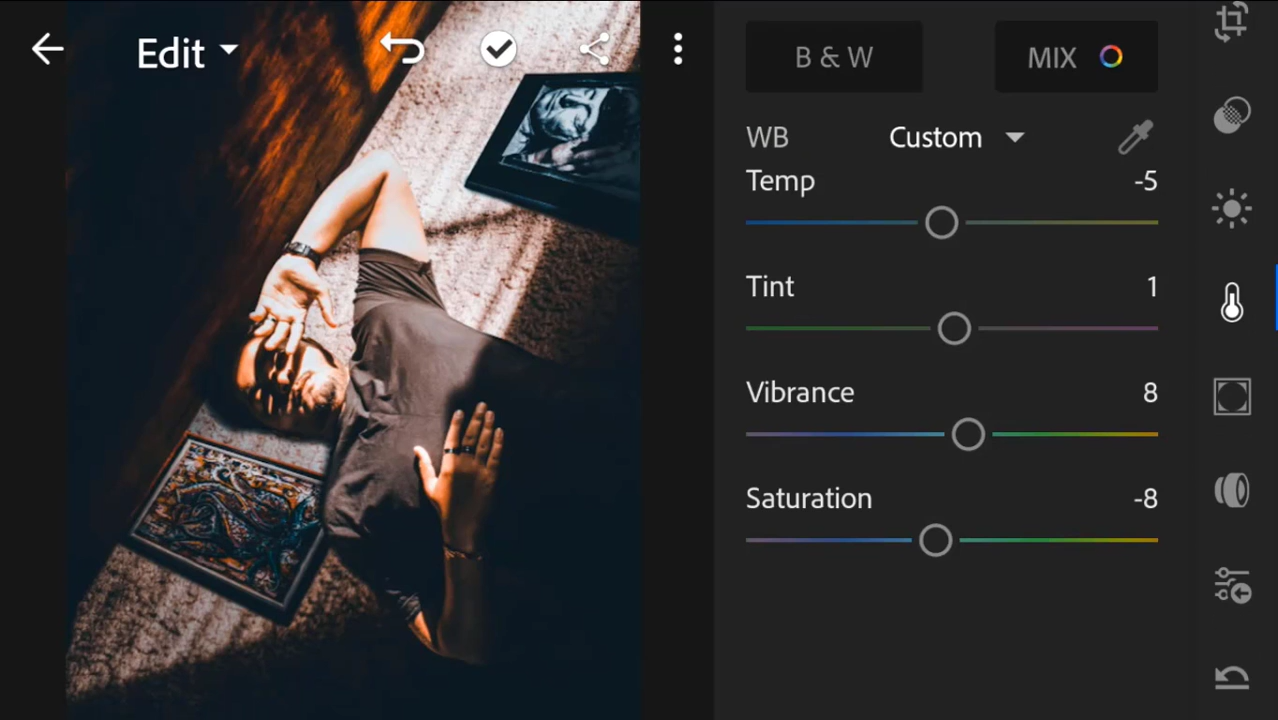 Edit
B & W
MIX
WB Custom
Temp -5
Tint 1
Vibrance 8
Saturation -8